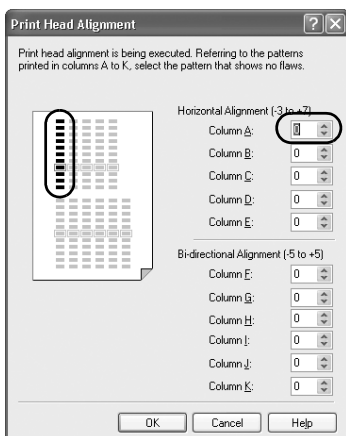 Print Head Alignment
Print head alignment is being executed. Referring to the patterns
printed in columns A to K, select the pattern that shows no flaws.
Horizontal Alignment (-3 to +7)
Column A: 0
Column B: 0
Column C: 0
Column D: 0
Column E: 0
Bi-directional Alignment (-5 to +5)
Column F: 0
Column G: 0
Column H: 0
Column I: 0
Column J: 0
Column K: 0
OK Cancel Help